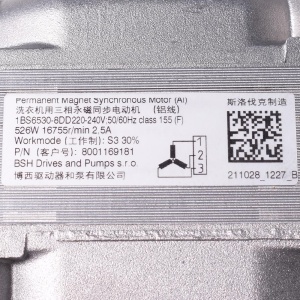 Permanent Magnet Synchronous Motor (Al)
洗衣机用三相永磁同步电动机 (铝线)
1BS6530-8DD220-240V,50/60Hz class 155 (F)
526W 16755r/min 2,5A
Workmode (工作制): S3 30%
P/N (客户号): 8001169181
BSH Drives and Pumps s.r.o.
博西驱动器和泵有限公司
1
2
3
斯洛伐克制造
211028_1227_B